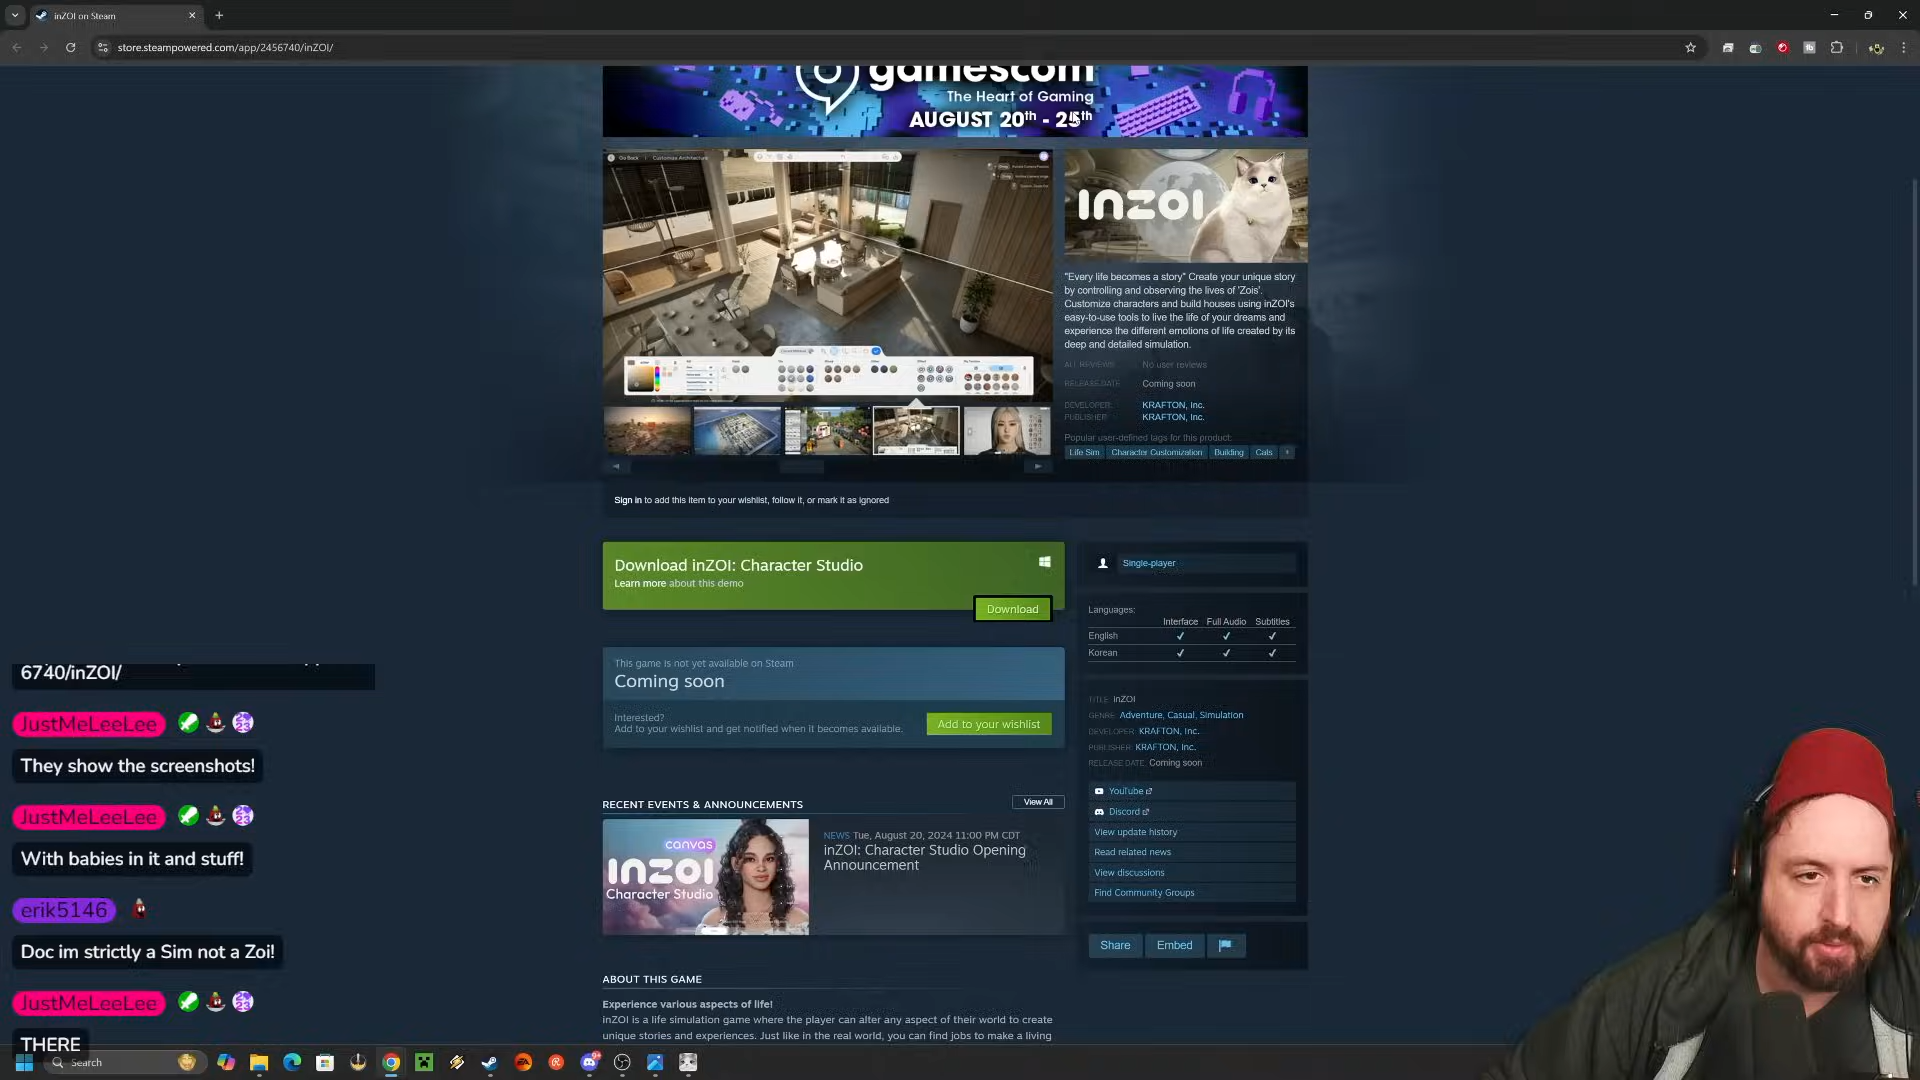 inZOI on Steam
store.steampowered.com/app/2456740/inZOI/
gamescom
The Heart of Gaming
AUGUST 20th - 25th
Go Back
Customize Architecture
INZOI
"Every life becomes a story" Create your unique story
by controlling and observing the lives of 'Zois'.
Customize characters and build houses using inZOI's
easy-to-use tools to live the life of your dreams and
experience the different emotions of life created by its
deep and detailed simulation.
ALL REVIEWS: No user reviews
RELEASE DATE: Coming soon
DEVELOPER: KRAFTON, Inc.
PUBLISHER: KRAFTON, Inc.
Popular user-defined tags for this product:
Life Sim Character Customization Building Cats +
Sign in to add this item to your wishlist, follow it, or mark it as ignored
Download inZOI: Character Studio
Learn more about this demo
Download
This game is not yet available on Steam
Coming soon
Interested?
Add to your wishlist and get notified when it becomes available.
Add to your wishlist
RECENT EVENTS & ANNOUNCEMENTS
View All
canvas
INZOI
Character Studio
NEWS Tue, August 20, 2024 11:00 PM CDT
inZOI: Character Studio Opening
Announcement
ABOUT THIS GAME
Experience various aspects of life!
inZOI is a life simulation game where the player can alter any aspect of their world to create
unique stories and experiences. Just like in the real world, you can find jobs to make a living
Single-player
Languages:
Interface Full Audio Subtitles
English ✔ ✔ ✔
Korean ✔ ✔ ✔
TITLE: inZOI
GENRE: Adventure, Casual, Simulation
DEVELOPER: KRAFTON, Inc.
PUBLISHER: KRAFTON, Inc.
RELEASE DATE: Coming soon
YouTube
Discord
View update history
Read related news
View discussions
Find Community Groups
Share Embed
6740/inZOI/
JustMeLeeLee
They show the screenshots!
JustMeLeeLee
With babies in it and stuff!
erik5146
Doc im strictly a Sim not a Zoi!
JustMeLeeLee
THERE
Search